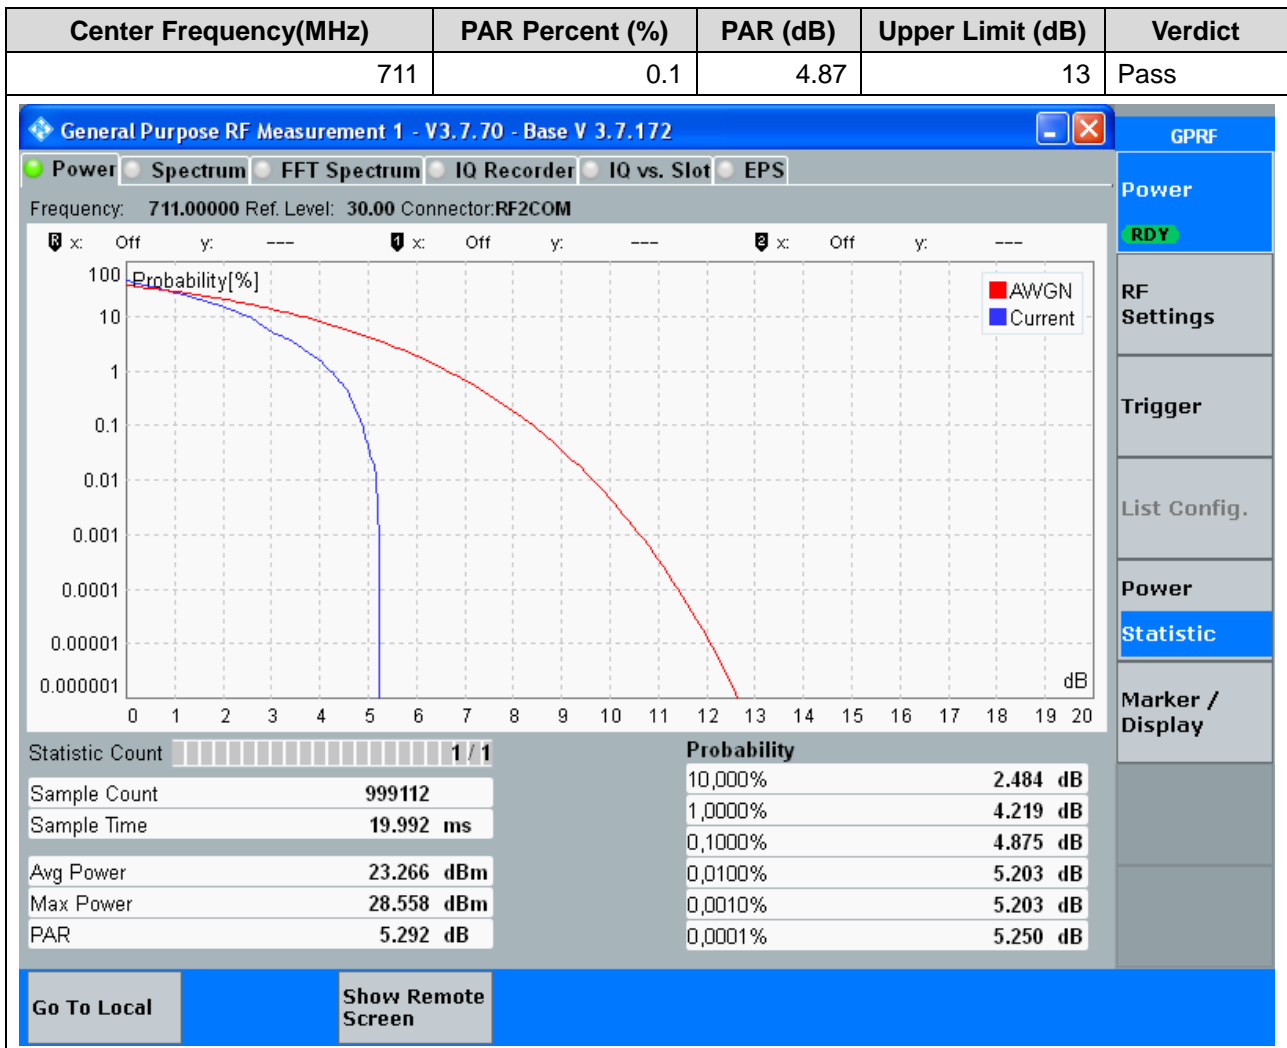 Center Frequency(MHz) PAR Percent (%) PAR (dB) Upper Limit (dB) Verdict
711 0.1 4.87 13 Pass
General Purpose RF Measurement 1 - V3.7.70 - Base V 3.7.172
GPRF
Power Spectrum FFT Spectrum IQ Recorder IQ vs. Slot EPS
Frequency: 711.00000 Ref. Level: 30.00 Connector:RF2COM
R x: Off y: --- 1 x: Off y: --- 2 x: Off y: ---
Probability[%]
100
10
1
0.1
0.01
0.001
0.0001
0.00001
0.000001
AWGN
Current
dB
0 1 2 3 4 5 6 7 8 9 10 11 12 13 14 15 16 17 18 19 20
Statistic Count 1 / 1
Sample Count 999112
Sample Time 19.992 ms
Avg Power 23.266 dBm
Max Power 28.558 dBm
PAR 5.292 dB
Probability
10,000% 2.484 dB
1,0000% 4.219 dB
0,1000% 4.875 dB
0,0100% 5.203 dB
0,0010% 5.203 dB
0,0001% 5.250 dB
Power
RDY
RF
Settings
Trigger
List Config.
Power
Statistic
Marker /
Display
Go To Local
Show Remote
Screen